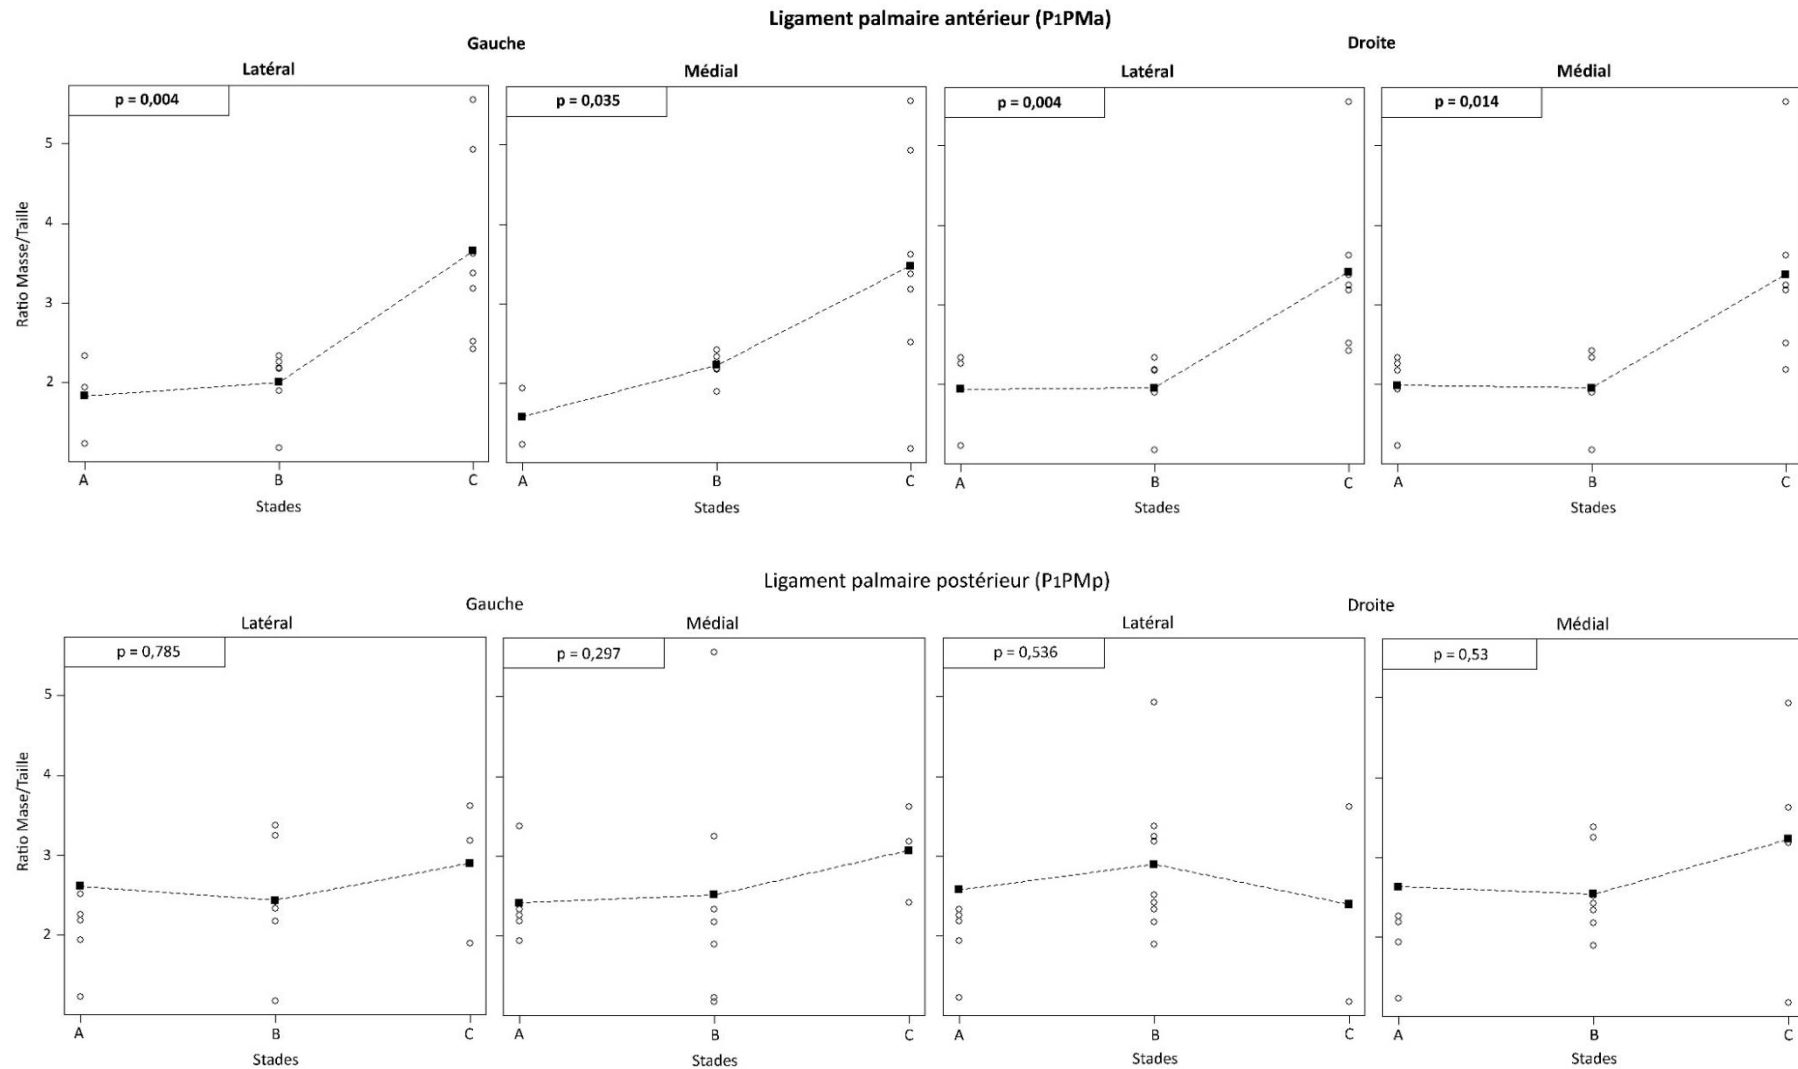 Ligament palmaire antérieur (P1PMa)
Gauche Droite
Latéral Médial Latéral Médial
p = 0,004 p = 0,035 p = 0,004 p = 0,014
5
4
3
2
Ratio Masse/Taille
A B C A B C A B C A B C
Stades Stades Stades Stades
Ligament palmaire postérieur (P1PMp)
Gauche Droite
Latéral Médial Latéral Médial
p = 0,785 p = 0,297 p = 0,536 p = 0,53
5
4
3
2
Ratio Mase/Taille
A B C A B C A B C A B C
Stades Stades Stades Stades